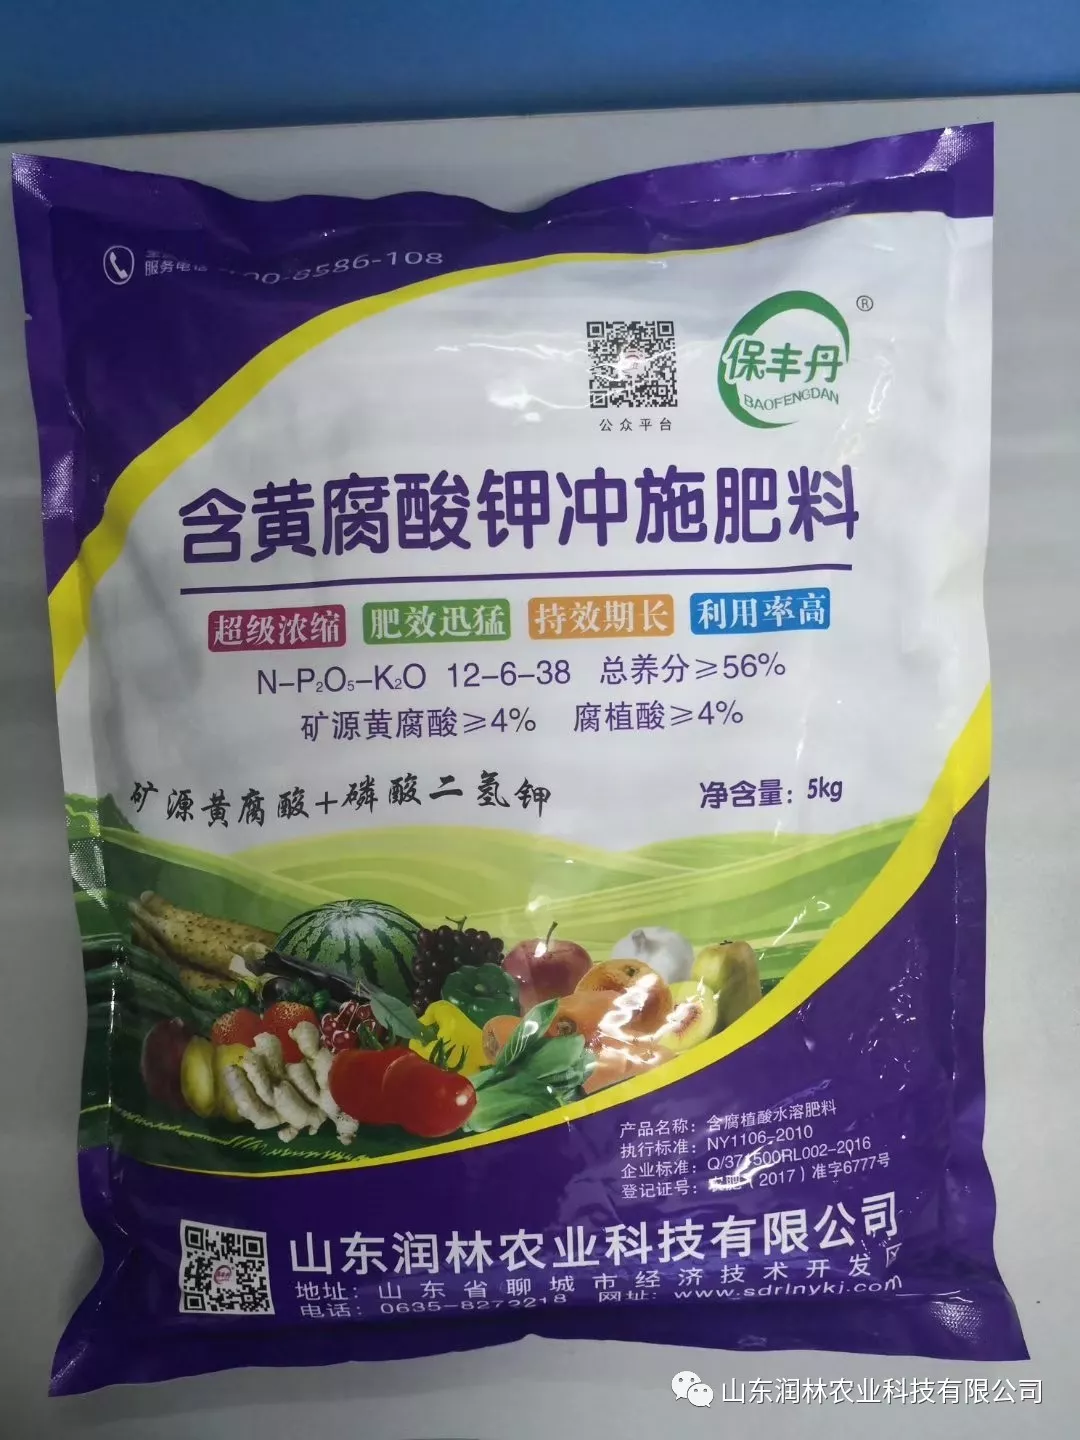 服务电话
-8586-108
保丰丹
®
BAOFENGDAN
公众平台
含黄腐酸钾冲施肥料
超级浓缩 肥效迅猛 持效期长 利用率高
N-P₂O₅-K₂O 12-6-38 总养分≥56%
矿源黄腐酸≥4% 腐植酸≥4%
矿源黄腐酸+磷酸二氢钾
净含量：5kg
产品名称：含腐植酸水溶肥料
执行标准：NY1106-2010
企业标准：Q/371500RL002-2016
登记证号：农肥（2017）准字6777号
山东润林农业科技有限公司
地址：山东省聊城市经济技术开发区
电话：0635-8272218 网址：www.sdrlnykj.com
山东润林农业科技有限公司